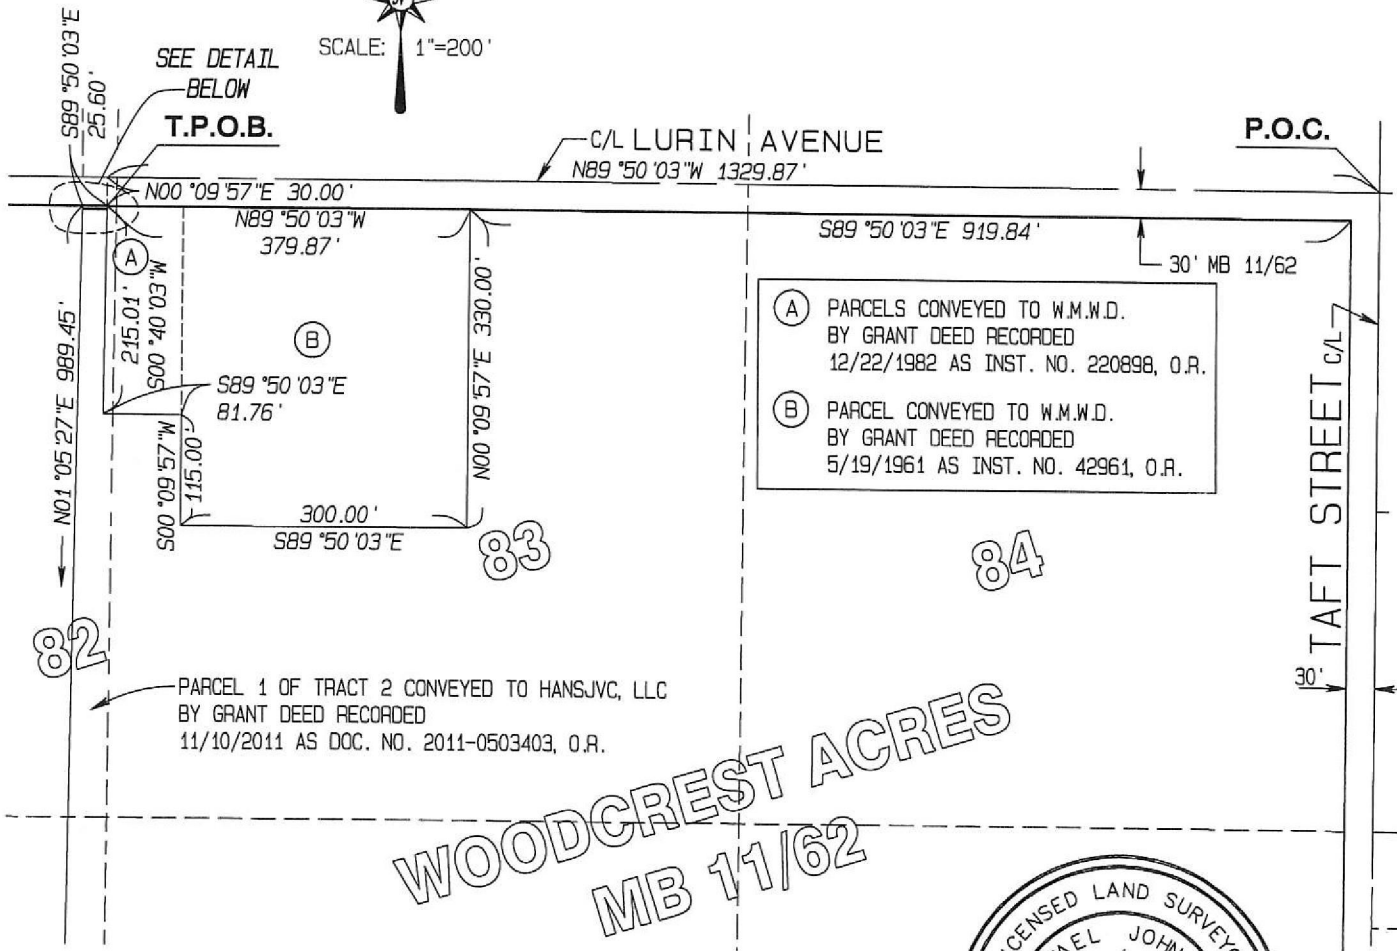 S89°50'03"E
25.60'
SEE DETAIL
BELOW
T.P.O.B.
SCALE: 1"=200'
C/L LURIN AVENUE
N89°50'03"W 1329.87'
P.O.C.
N00°09'57"E 30.00'
N89°50'03"W
379.87'
S89°50'03"E 919.84'
30' MB 11/62
A
S00°40'03"W
215.01'
B
N00°09'57"E 330.00'
N01°05'27"E 989.45'
S89°50'03"E
81.76'
S00°09'57"W
115.00'
300.00'
S89°50'03"E
A PARCELS CONVEYED TO W.M.W.D.
BY GRANT DEED RECORDED
12/22/1982 AS INST. NO. 220898, O.R.
B PARCEL CONVEYED TO W.M.W.D.
BY GRANT DEED RECORDED
5/19/1961 AS INST. NO. 42961, O.R.
TAFT STREET C/L
83
84
82
30'
PARCEL 1 OF TRACT 2 CONVEYED TO HANSJVC, LLC
BY GRANT DEED RECORDED
11/10/2011 AS DOC. NO. 2011-0503403, O.R.
WOODCREST ACRES
MB 11/62
LAND
JOHN